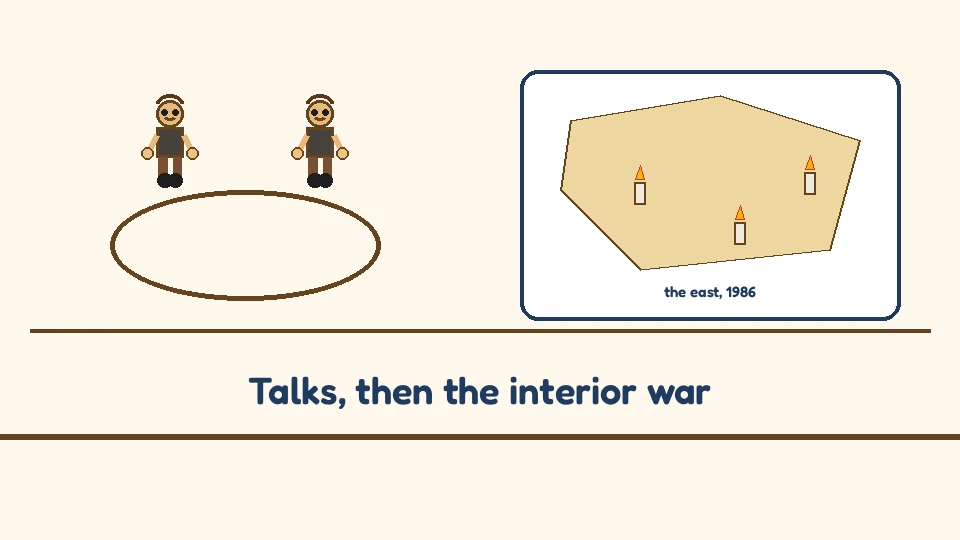 the east, 1986
Talks, then the interior war